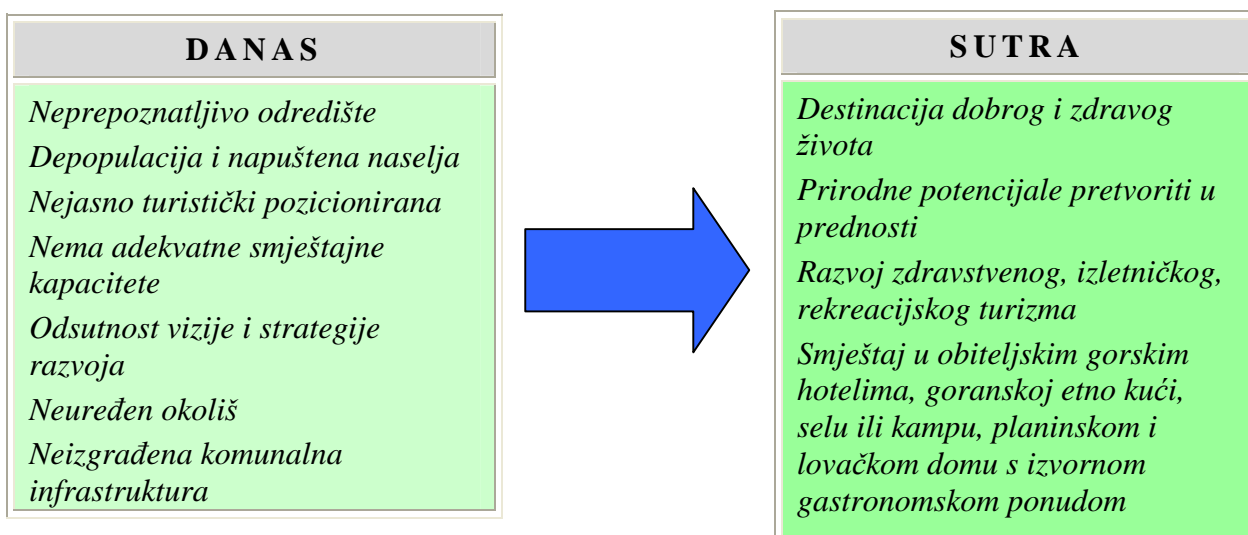 DANAS
Neprepoznatljivo odredište
Depopulacija i napuštena naselja
Nejasno turistički pozicionirana
Nema adekvatne smještajne
kapacitete
Odsutnost vizije i strategije
razvoja
Neuređen okoliš
Neizgrađena komunalna
infrastruktura
SUTRA
Destinacija dobrog i zdravog
života
Prirodne potencijale pretvoriti u
prednosti
Razvoj zdravstvenog, izletničkog,
rekreacijskog turizma
Smještaj u obiteljskim gorskim
hotelima, goranskoj etno kući,
selu ili kampu, planinskom i
lovačkom domu s izvornom
gastronomskom ponudom